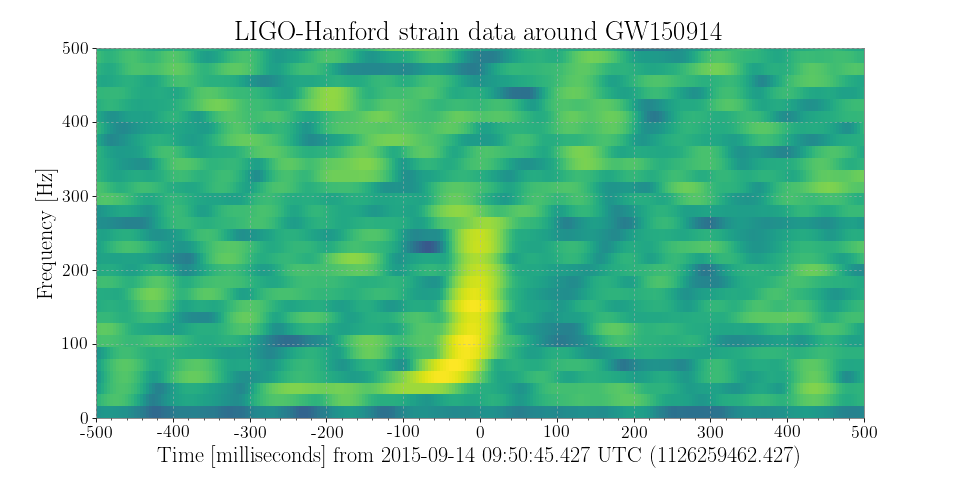 LIGO-Hanford strain data around GW150914
500
400
300
200
100
0
Frequency [Hz]
-500 -400 -300 -200 -100 0 100 200 300 400 500
Time [milliseconds] from 2015-09-14 09:50:45.427 UTC (1126259462.427)